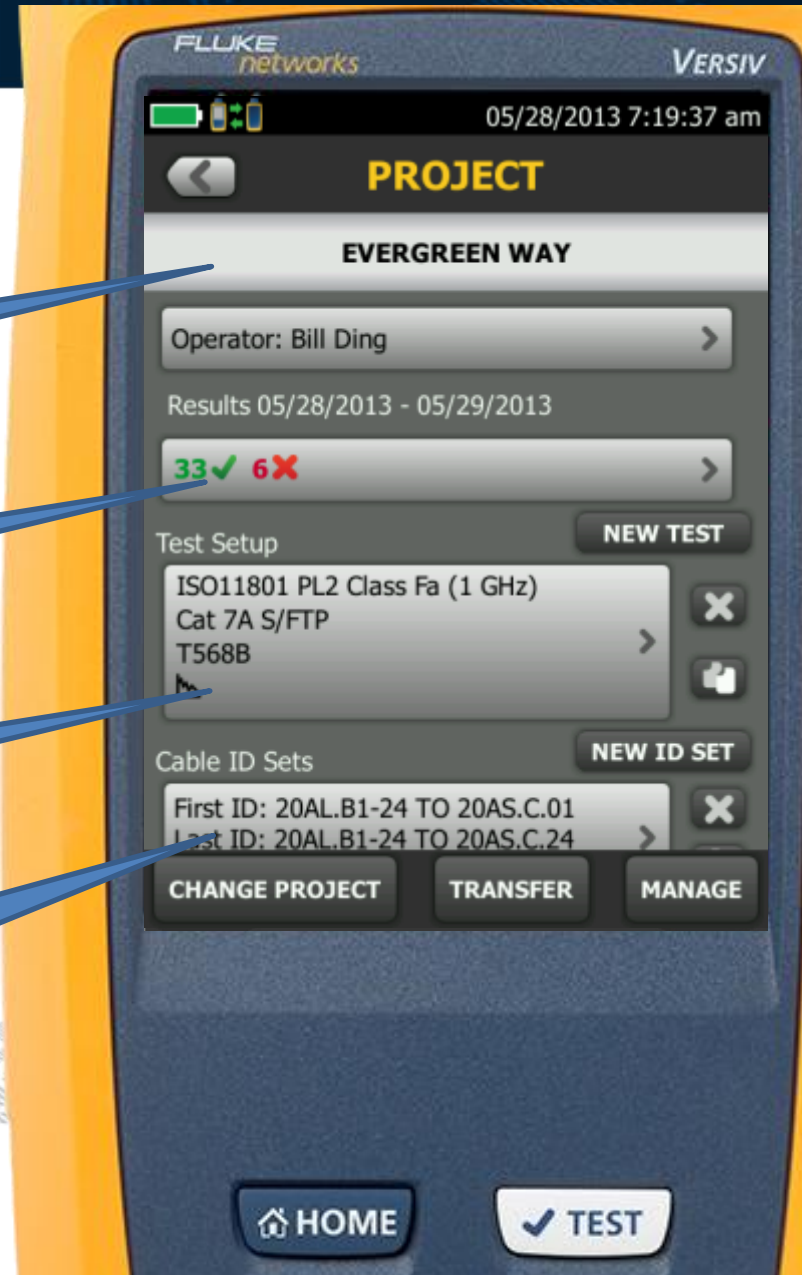 FLUKE
networks
VERSIV
05/28/2013 7:19:37 am
PROJECT
EVERGREEN WAY
Operator: Bill Ding
Results 05/28/2013 - 05/29/2013
33 6
NEW TEST
Test Setup
ISO11801 PL2 Class Fa (1 GHz)
Cat 7A S/FTP
T568B
NEW ID SET
Cable ID Sets
First ID: 20AL.B1-24 TO 20AS.C.01
Last ID: 20AL.B1-24 TO 20AS.C.24
CHANGE PROJECT
TRANSFER
MANAGE
HOME
TEST